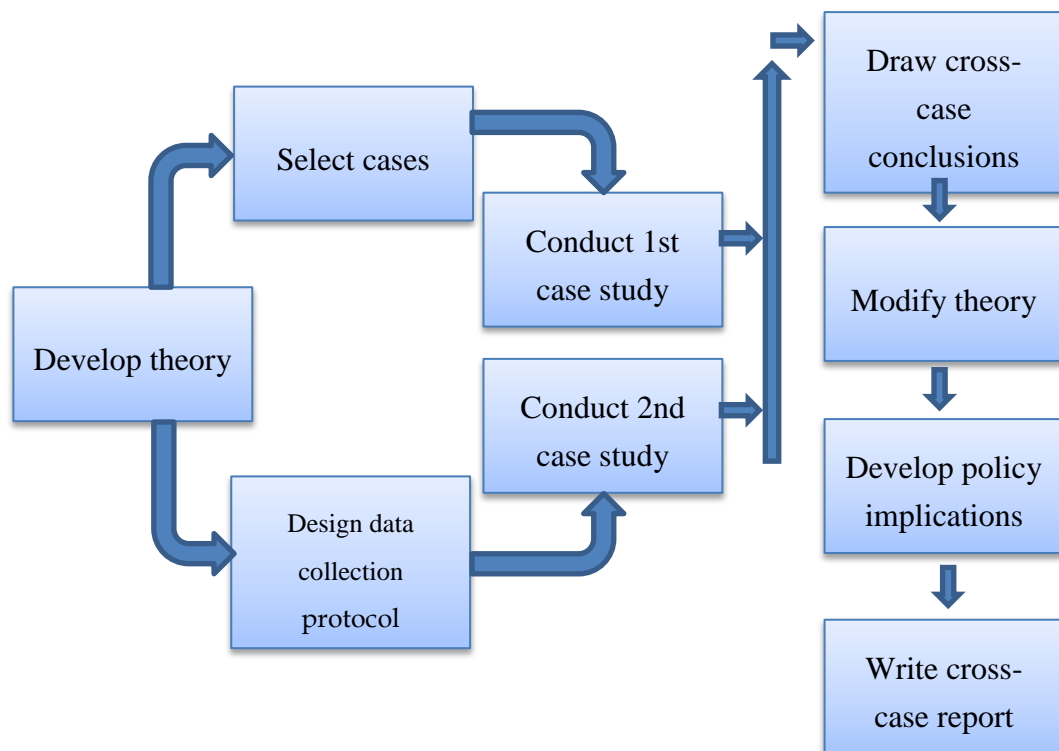 Develop theory
Select cases
Design data
collection
protocol
Conduct 1st
case study
Conduct 2nd
case study
Draw cross-
case
conclusions
Modify theory
Develop policy
implications
Write cross-
case report